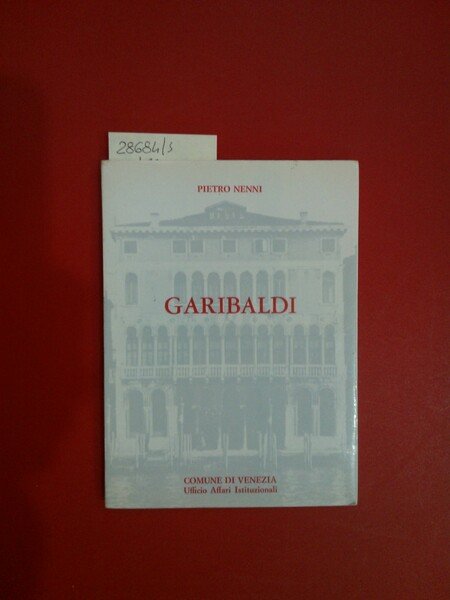 28684/3
PIETRO NENNI
GARIBALDI
COMUNE DI VENEZIA
Ufficio Affari Istituzionali